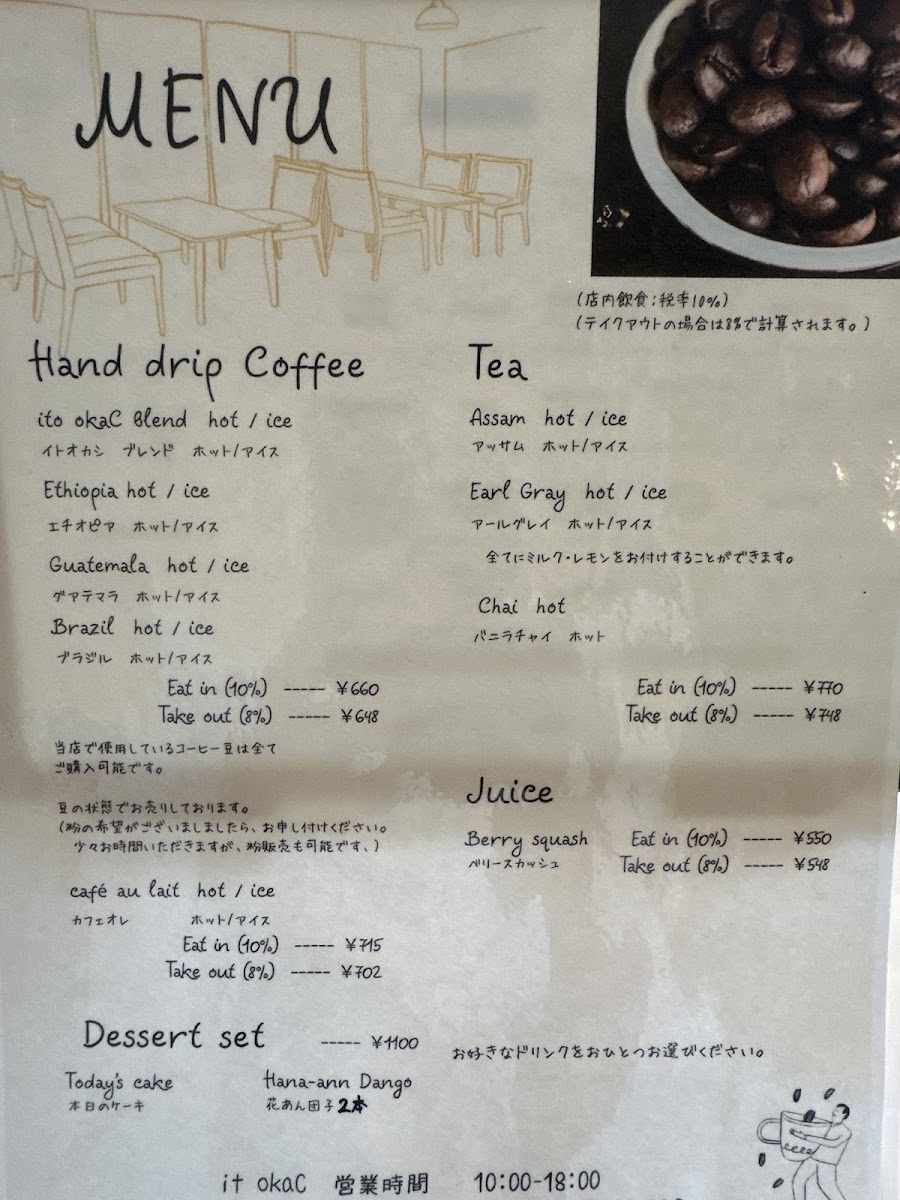 MENU
(店内飲食:税率10%)
(テイクアウトの場合は8%で計算されます。)
Hand drip Coffee
ito okaC Blend hot / ice
イトオカシ ブレンド ホット/アイス
Ethiopia hot / ice
エチオピア ホット/アイス
Guatemala hot / ice
グアテマラ ホット/アイス
Brazil hot / ice
ブラジル ホット/アイス
Eat in (10%) ----- ¥660
Take out (8%) ----- ¥648
当店で使用しているコーヒー豆は全て
ご購入可能です。
豆の状態でお売りしております。
(粉の希望がございましましたら、お申し付けください。
少々お時間いただきますが、粉販売も可能です、)
café au lait hot / ice
カフェオレ ホット/アイス
Eat in (10%) ----- ¥715
Take out (8%) ----- ¥702
Tea
Assam hot / ice
アッサム ホット/アイス
Earl Gray hot / ice
アールグレイ ホット/アイス
全てにミルク・レモンをお付けすることができます。
Chai hot
バニラチャイ ホット
Eat in (10%) ----- ¥770
Take out (8%) ----- ¥748
Juice
Berry squash Eat in (10%) ----- ¥550
ベリースカッシュ Take out (8%) ----- ¥548
Dessert set ----- ¥1100
お好きなドリンクをおひとつお選びください。
Today's cake Hana-ann Dango
本日のケーキ 花あん団子 2本
it okaC 営業時間 10:00-18:00